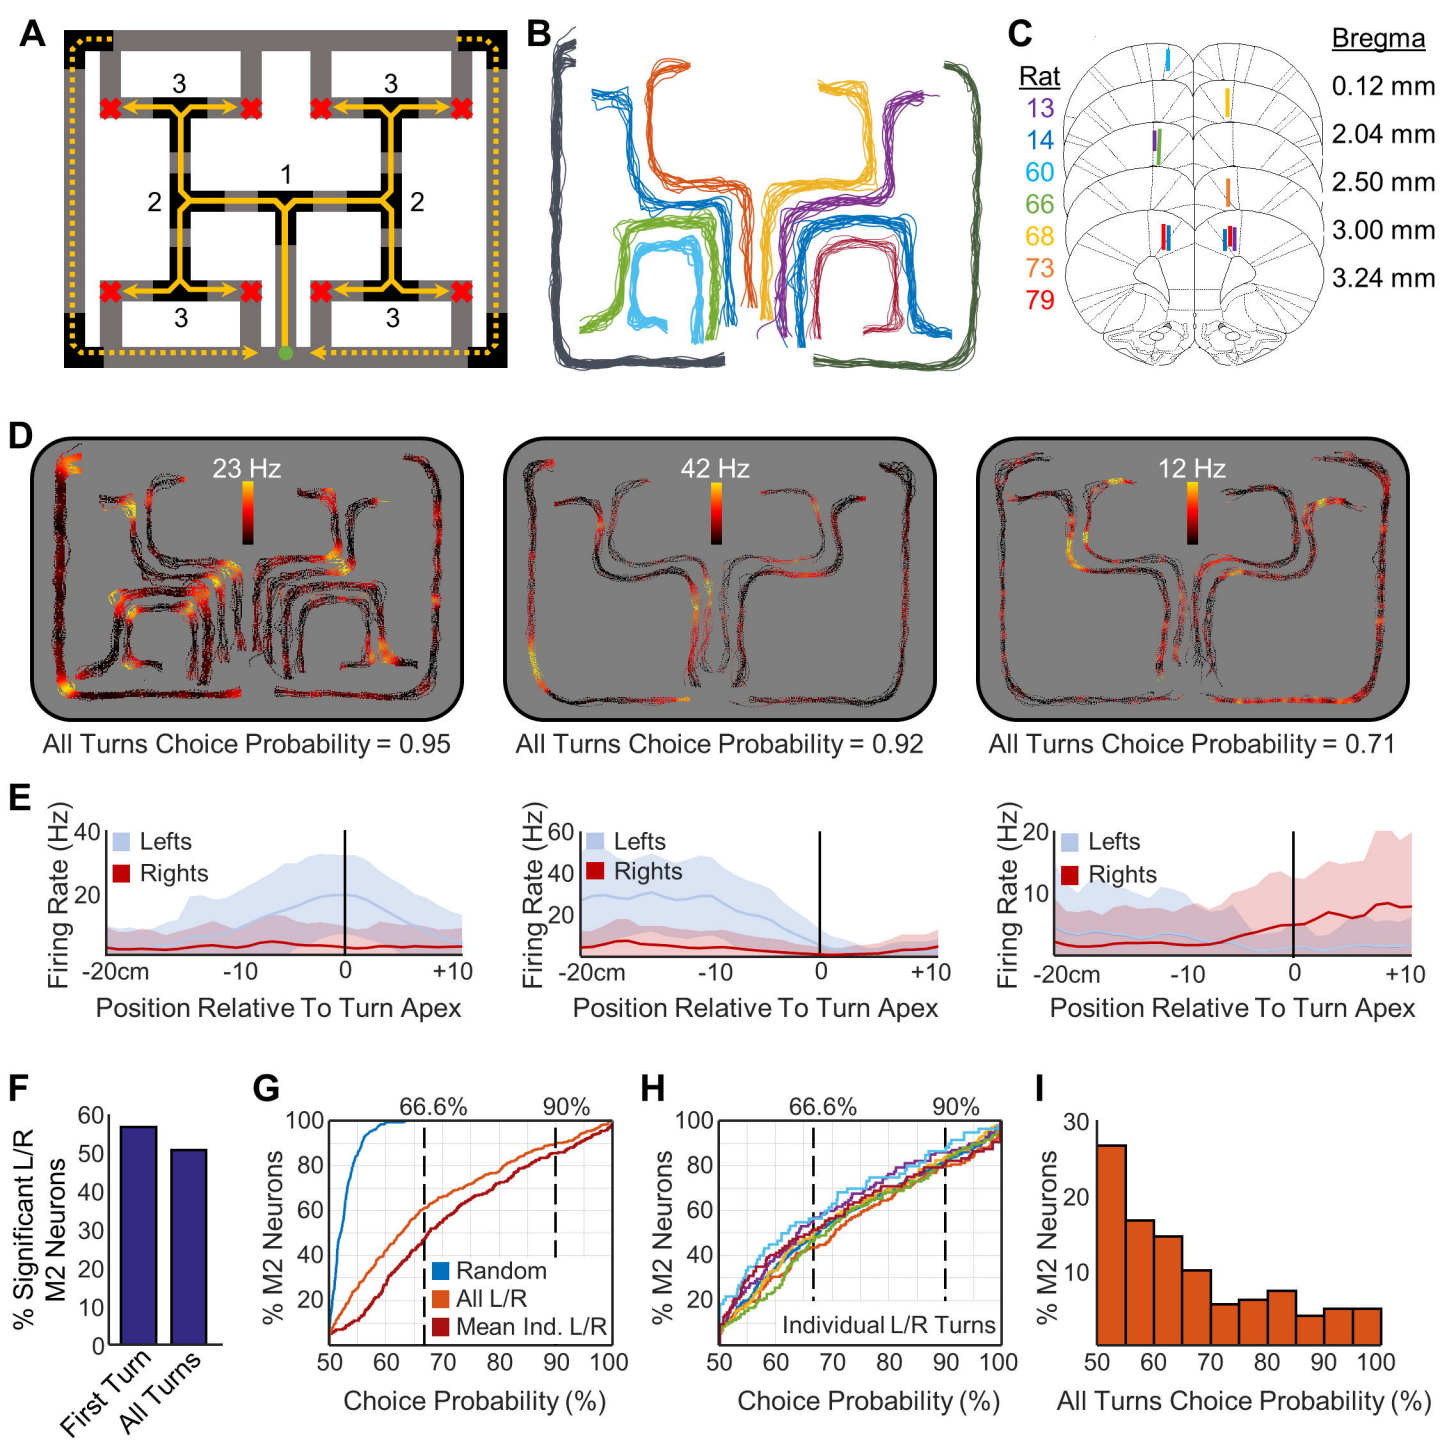 A
3
3
1
2
2
3
3
B
C
Rat
13
14
60
66
68
73
79
Bregma
0.12 mm
2.04 mm
2.50 mm
3.00 mm
3.24 mm
D
23 Hz
42 Hz
12 Hz
All Turns Choice Probability = 0.95
All Turns Choice Probability = 0.92
All Turns Choice Probability = 0.71
E
Firing Rate (Hz)
40
20
Lefts
Rights
-20cm
-10
0
+10
Position Relative To Turn Apex
Firing Rate (Hz)
60
40
20
Lefts
Rights
-20cm
-10
0
+10
Position Relative To Turn Apex
Firing Rate (Hz)
20
10
Lefts
Rights
-20cm
-10
0
+10
Position Relative To Turn Apex
F
% Significant L/R
M2 Neurons
60
50
40
30
20
10
0
First Turn
All Turns
G
66.6%
90%
% M2 Neurons
100
80
60
40
20
Random
All L/R
Mean Ind. L/R
50
60
70
80
90
100
Choice Probability (%)
H
66.6%
90%
% M2 Neurons
100
80
60
40
20
Individual L/R Turns
50
60
70
80
90
100
Choice Probability (%)
I
% M2 Neurons
30
20
10
50
60
70
80
90
100
All Turns Choice Probability (%)